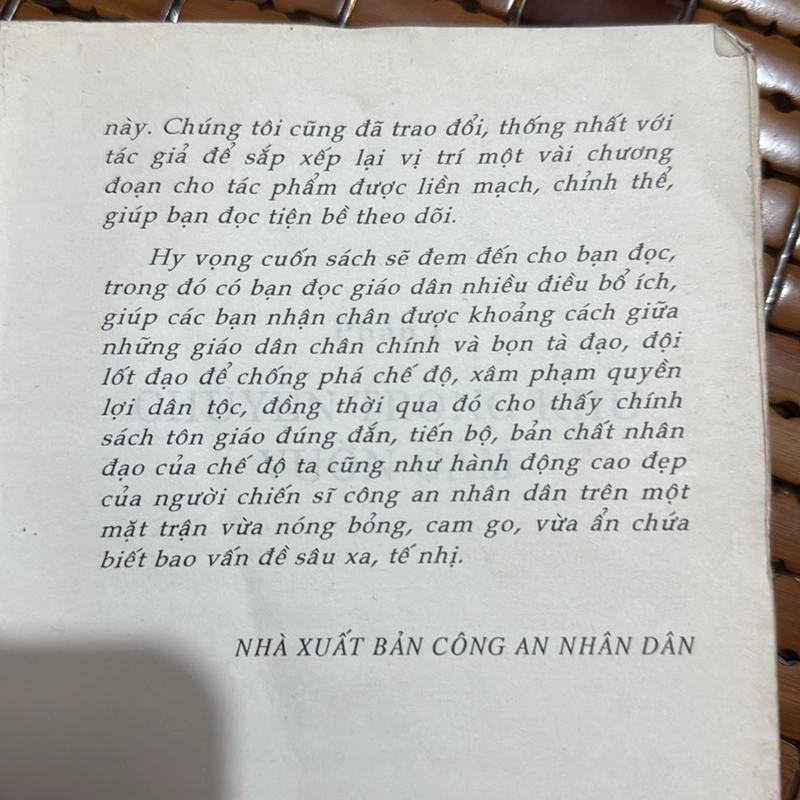 này. Chúng tôi cũng đã trao đổi, thống nhất với
tác giả để sắp xếp lại vị trí một vài chương
đoạn cho tác phẩm được liền mạch, chỉnh thể,
giúp bạn đọc tiện bề theo dõi.
Hy vọng cuốn sách sẽ đem đến cho bạn đọc,
trong đó có bạn đọc giáo dân nhiều điều bổ ích,
giúp các bạn nhận chân được khoảng cách giữa
những giáo dân chân chính và bọn tà đạo, đội
lốt đạo để chống phá chế độ, xâm phạm quyền
lợi dân tộc, đồng thời qua đó cho thấy chính
sách tôn giáo đúng đắn, tiến bộ, bản chất nhân
đạo của chế độ ta cũng như hành động cao đẹp
của người chiến sĩ công an nhân dân trên một
mặt trận vừa nóng bỏng, cam go, vừa ẩn chứa
biết bao vấn đề sâu xa, tế nhị.
NHÀ XUẤT BẢN CÔNG AN NHÂN DÂN